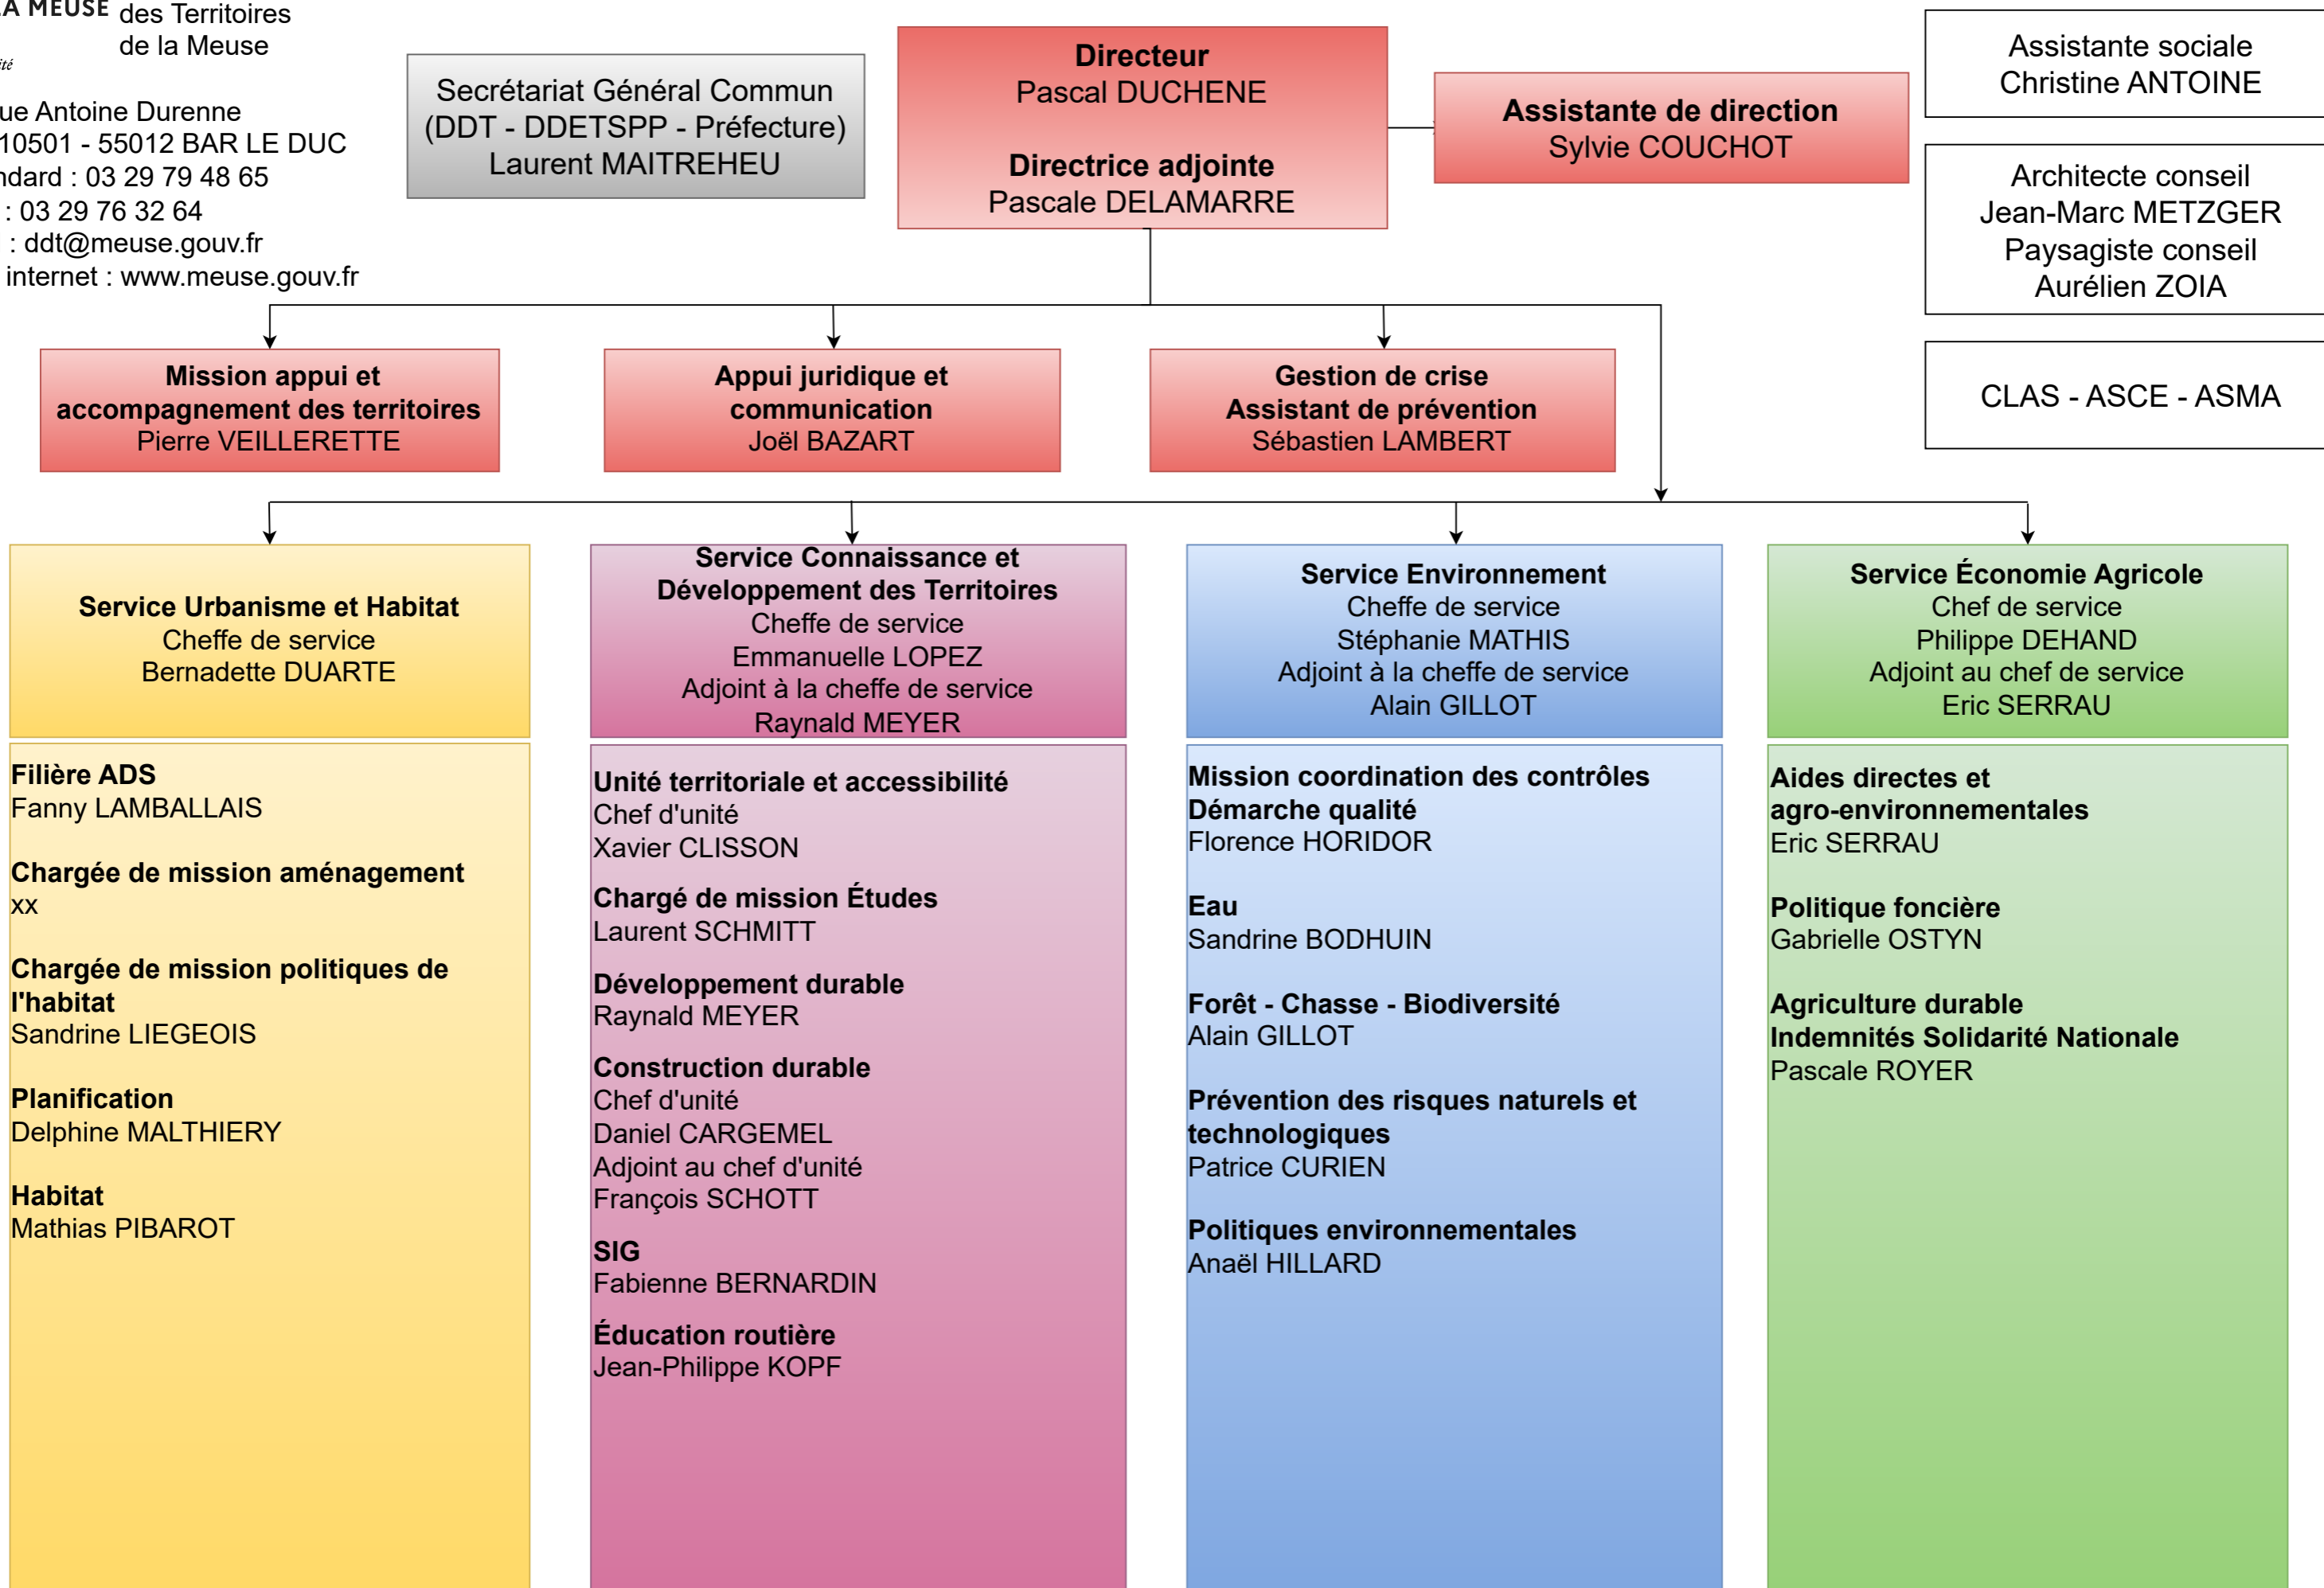 LA MEUSE
des Territoires
de la Meuse
ue Antoine Durenne
10501 - 55012 BAR LE DUC
ndard : 03 29 79 48 65
: 03 29 76 32 64
: ddt@meuse.gouv.fr
internet : www.meuse.gouv.fr
Secrétariat Général Commun
(DDT - DDETSPP - Préfecture)
Laurent MAITREHEU
Directeur
Pascal DUCHENE
Directrice adjointe
Pascale DELAMARRE
Assistante de direction
Sylvie COUCHOT
Assistante sociale
Christine ANTOINE
Architecte conseil
Jean-Marc METZGER
Paysagiste conseil
Aurélien ZOIA
CLAS - ASCE - ASMA
Mission appui et
accompagnement des territoires
Pierre VEILLERETTE
Appui juridique et
communication
Joël BAZART
Gestion de crise
Assistant de prévention
Sébastien LAMBERT
Service Urbanisme et Habitat
Cheffe de service
Bernadette DUARTE
Filière ADS
Fanny LAMBALLAIS
Chargée de mission aménagement
xx
Chargée de mission politiques de
l'habitat
Sandrine LIEGEOIS
Planification
Delphine MALTHIERY
Habitat
Mathias PIBAROT
Service Connaissance et
Développement des Territoires
Cheffe de service
Emmanuelle LOPEZ
Adjoint à la cheffe de service
Raynald MEYER
Unité territoriale et accessibilité
Chef d'unité
Xavier CLISSON
Chargé de mission Études
Laurent SCHMITT
Développement durable
Raynald MEYER
Construction durable
Chef d'unité
Daniel CARGEMEL
Adjoint au chef d'unité
François SCHOTT
SIG
Fabienne BERNARDIN
Éducation routière
Jean-Philippe KOPF
Service Environnement
Cheffe de service
Stéphanie MATHIS
Adjoint à la cheffe de service
Alain GILLOT
Mission coordination des contrôles
Démarche qualité
Florence HORIDOR
Eau
Sandrine BODHUIN
Forêt - Chasse - Biodiversité
Alain GILLOT
Prévention des risques naturels et
technologiques
Patrice CURIEN
Politiques environnementales
Anaël HILLARD
Service Économie Agricole
Chef de service
Philippe DEHAND
Adjoint au chef de service
Eric SERRAU
Aides directes et
agro-environnementales
Eric SERRAU
Politique foncière
Gabrielle OSTYN
Agriculture durable
Indemnités Solidarité Nationale
Pascale ROYER